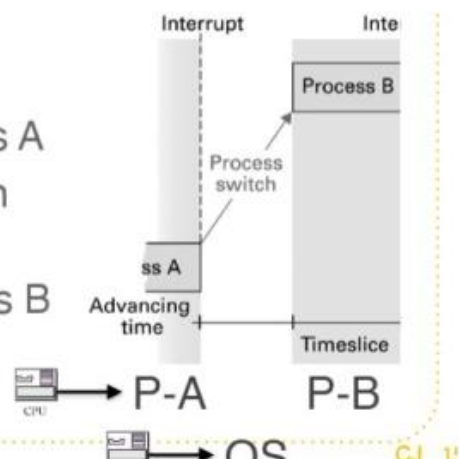 Interrupt
Inte
Process B
s A
Process
switch
n
ss A
s B
Advancing
time
Timeslice
P-A
P-B
CPU
OS